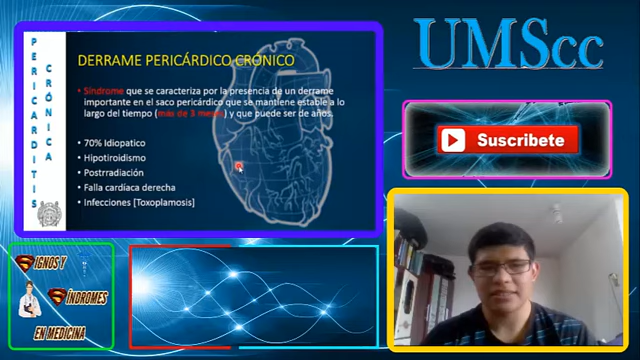 PERICARDITIS
CRÓNICA
DERRAME PERICÁRDICO CRÓNICO
• Síndrome que se caracteriza por la presencia de un derrame
importante en el saco pericárdico que se mantiene estable a lo
largo del tiempo (más de 3 meses) y que puede ser de años.
• 70% Idiopatico
• Hipotiroidismo
• Postrradiación
• Falla cardíaca derecha
• Infecciones [Toxoplamosis]
UMScc
Suscribete
SIGNOS Y
SÍNDROMES
EN MEDICINA